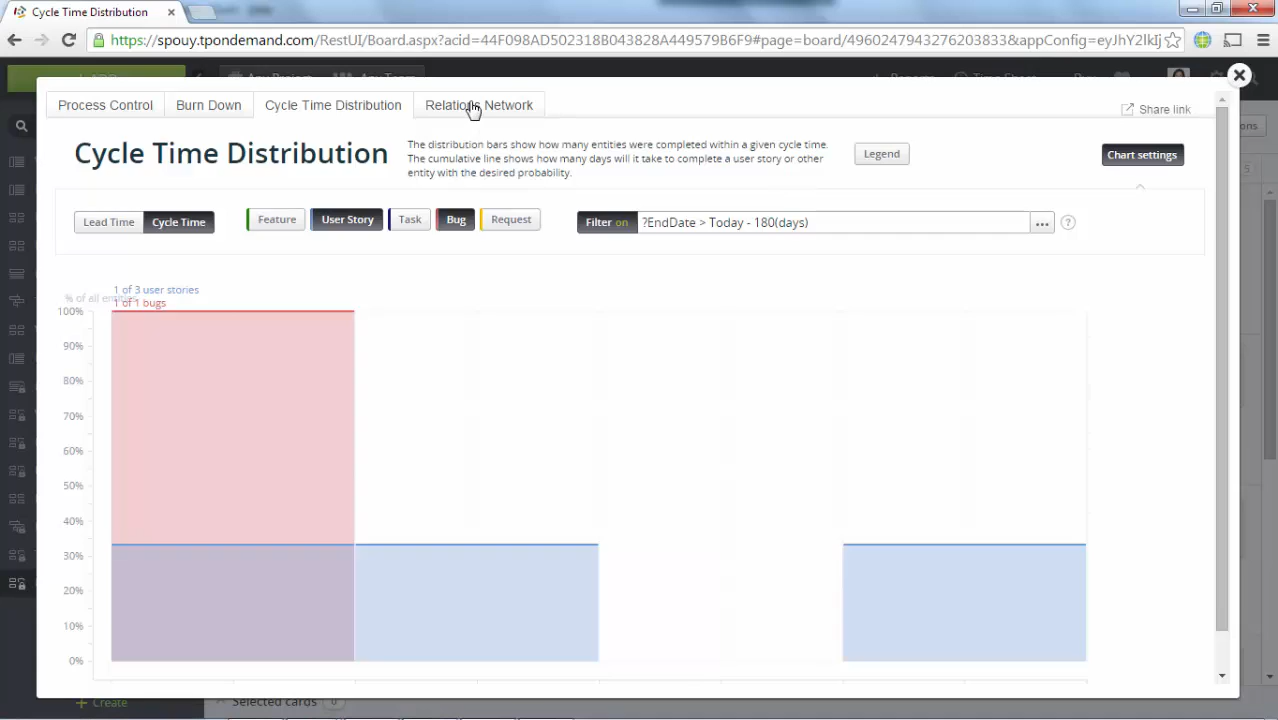 Cycle Time Distribution
https://spouy.tpondemand.com/RestUI/Board.aspx?acid=44F098AD502318B043828A449579B6F9#page=board/4960247943276203833&appConfig=eyJhY2lkIj
Process Control
Burn Down
Cycle Time Distribution
Relations Network
Share link
Cycle Time Distribution
The distribution bars show how many entities were completed within a given cycle time.
The cumulative line shows how many days will it take to complete a user story or other
entity with the desired probability.
Legend
Chart settings
Lead Time
Cycle Time
Feature
User Story
Task
Bug
Request
Filter on
?EndDate > Today - 180(days)
...
?
1 of 3 user stories
% of all entities
1 of 1 bugs
100%
90%
80%
70%
60%
50%
40%
30%
20%
10%
0%
+ Create
Selected cards 0